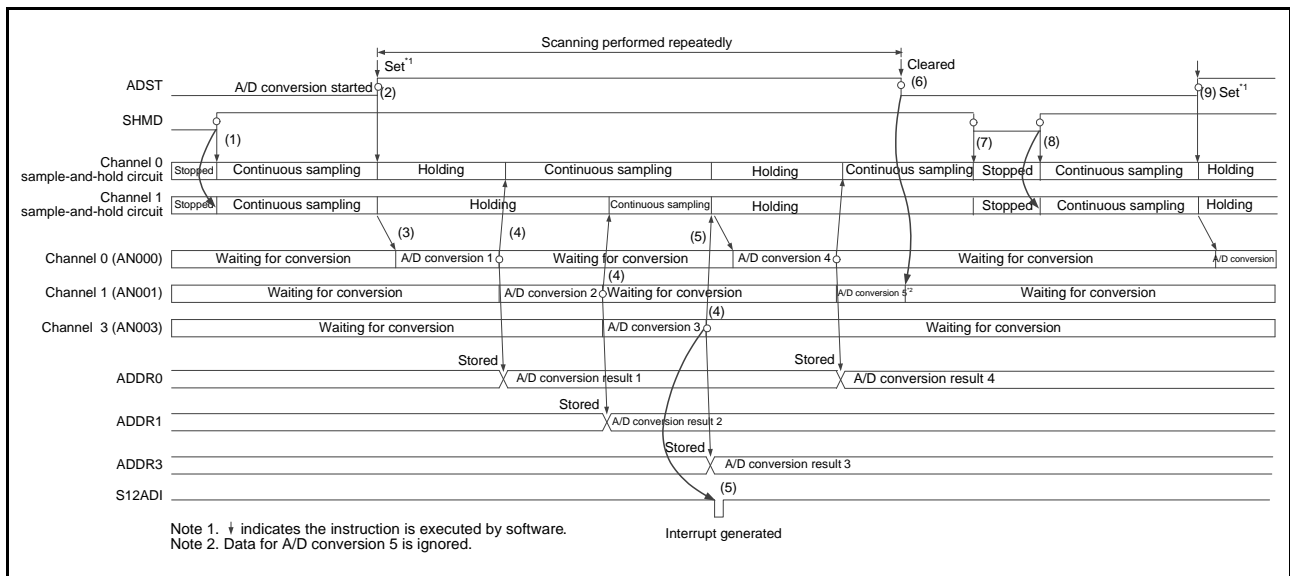 Scanning performed repeatedly
Set*1
Cleared
ADST
A/D conversion started
(2)
(6)
(9) Set*1
SHMD
(1)
(7)
(8)
Channel 0
sample-and-hold circuit
Stopped
Continuous sampling
Holding
Continuous sampling
Holding
Continuous sampling
Stopped
Continuous sampling
Holding
Channel 1
sample-and-hold circuit
Stopped
Continuous sampling
Holding
Continuous sampling
Holding
Stopped
Continuous sampling
Holding
(3)
(4)
(5)
Channel 0 (AN000)
Waiting for conversion
A/D conversion 1
Waiting for conversion
A/D conversion 4
Waiting for conversion
A/D conversion
(4)
Channel 1 (AN001)
Waiting for conversion
A/D conversion 2
Waiting for conversion
A/D conversion 5*2
Waiting for conversion
(4)
Channel 3 (AN003)
Waiting for conversion
A/D conversion 3
Waiting for conversion
Stored
Stored
ADDR0
A/D conversion result 1
A/D conversion result 4
Stored
ADDR1
A/D conversion result 2
Stored
ADDR3
A/D conversion result 3
S12ADI
(5)
Interrupt generated
Note 1. ↓ indicates the instruction is executed by software.
Note 2. Data for A/D conversion 5 is ignored.